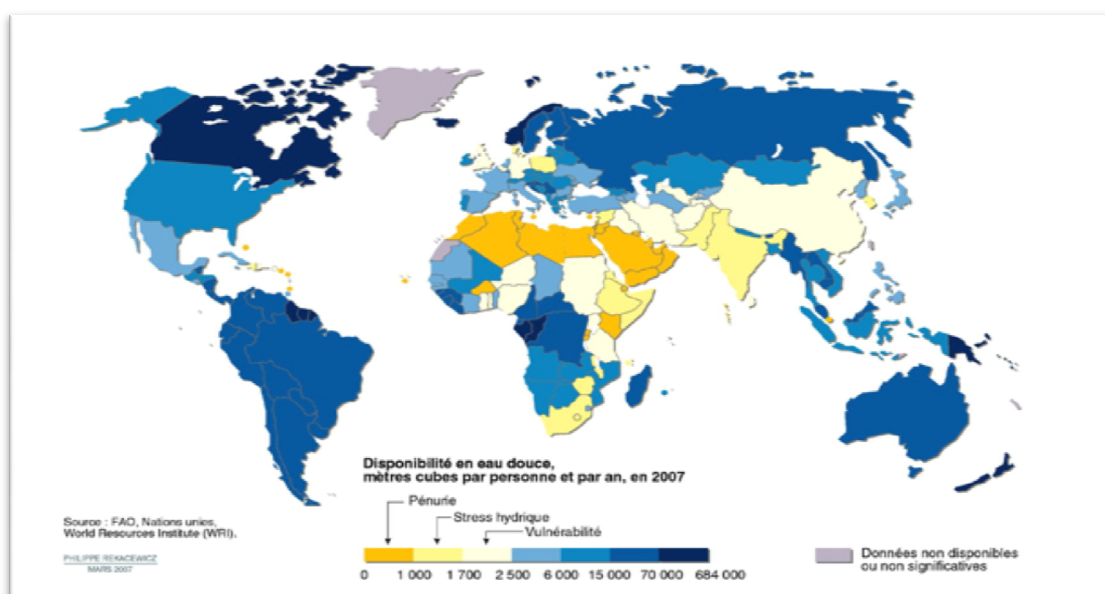 Disponibilité en eau douce,
mètres cubes par personne et par an, en 2007
Pénurie
Stress hydrique
Vulnérabilité
0 1 000 1 700 2 500 6 000 15 000 70 000 684 000
Source : FAO, Nations unies,
World Resources Institute (WRI).
PHILIPPE REKACEWICZ
MARS 2007
Données non disponibles
ou non significatives